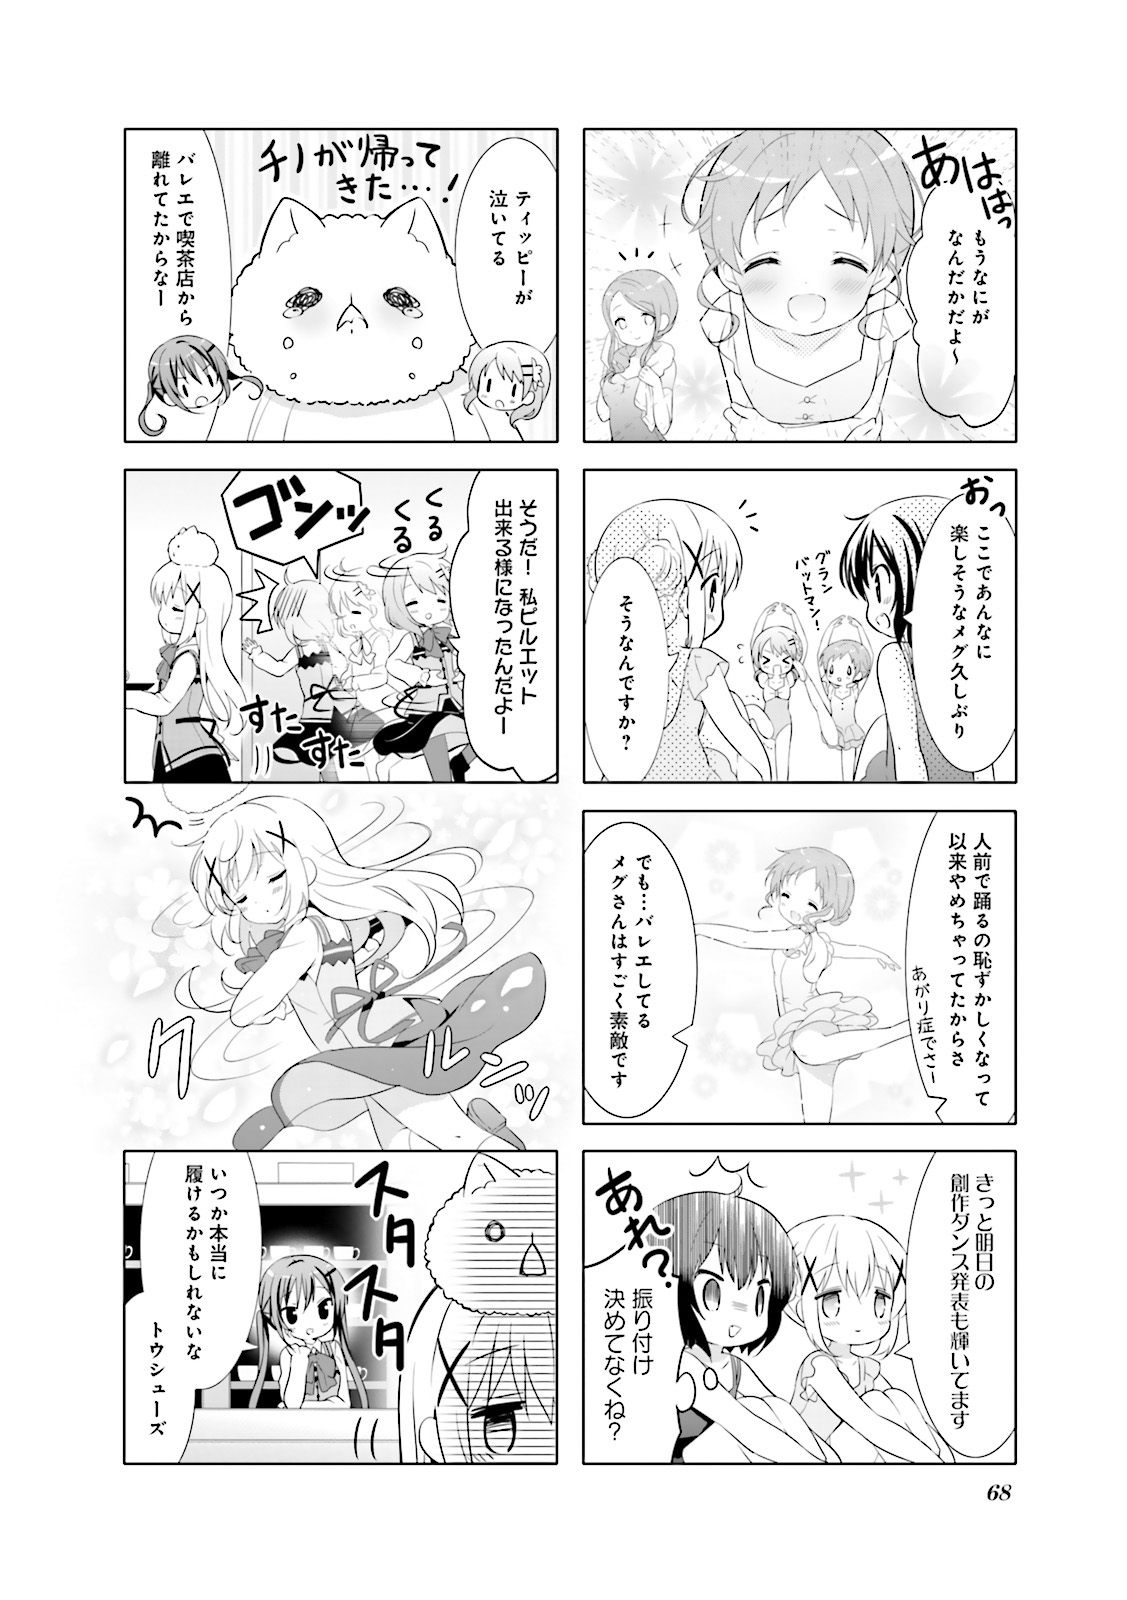 あははっ
もうなにが
なんだかだよ～
おっ
ここであんなに
楽しそうなメグ久しぶり
グラン
バットマン！
そうなんですか？
人前で踊るの恥ずかしくなって
以来やめちゃってたからさ
あがり症でさー
でも…バレエしてる
メグさんはすごく素敵です
きっと明日の
創作ダンス発表も輝いてます
あれ？
振り付け
決めてなくね？
ティッピーが
泣いてる
チノが帰って
きた…！
バレエで喫茶店から
離れてたからなー
そうだ！私ピルエット
出来る様になったんだよー
くる
くる
ゴンッ
すた
すた
クルンッ
スタ
スタ
いつか本当に
履けるかもしれないな
トウシューズ
68